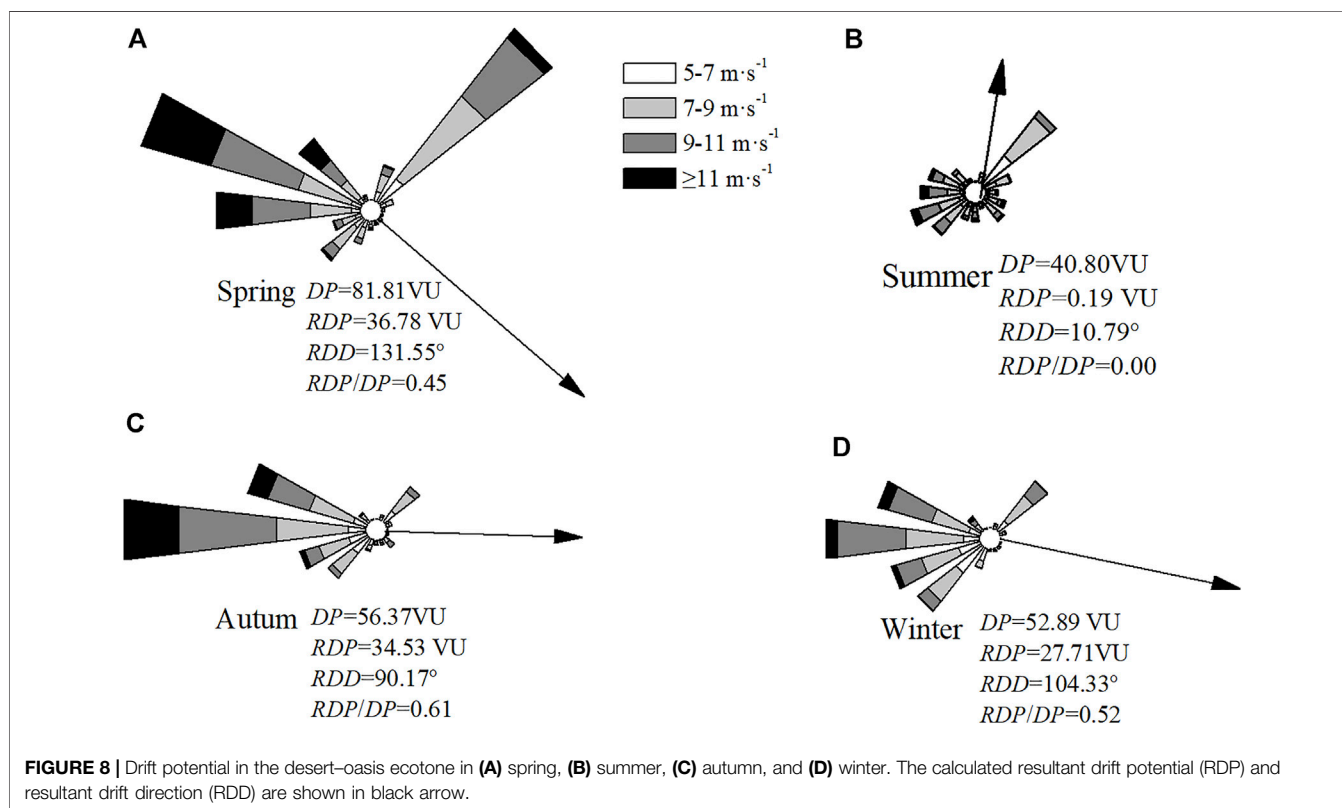 A
5-7 m·s⁻¹
7-9 m·s⁻¹
9-11 m·s⁻¹
≥11 m·s⁻¹
Spring
DP=81.81VU
RDP=36.78 VU
RDD=131.55°
RDP/DP=0.45
B
Summer
DP=40.80VU
RDP=0.19 VU
RDD=10.79°
RDP/DP=0.00
C
Autum
DP=56.37VU
RDP=34.53 VU
RDD=90.17°
RDP/DP=0.61
D
Winter
DP=52.89 VU
RDP=27.71VU
RDD=104.33°
RDP/DP=0.52
FIGURE 8 | Drift potential in the desert–oasis ecotone in (A) spring, (B) summer, (C) autumn, and (D) winter. The calculated resultant drift potential (RDP) and
resultant drift direction (RDD) are shown in black arrow.